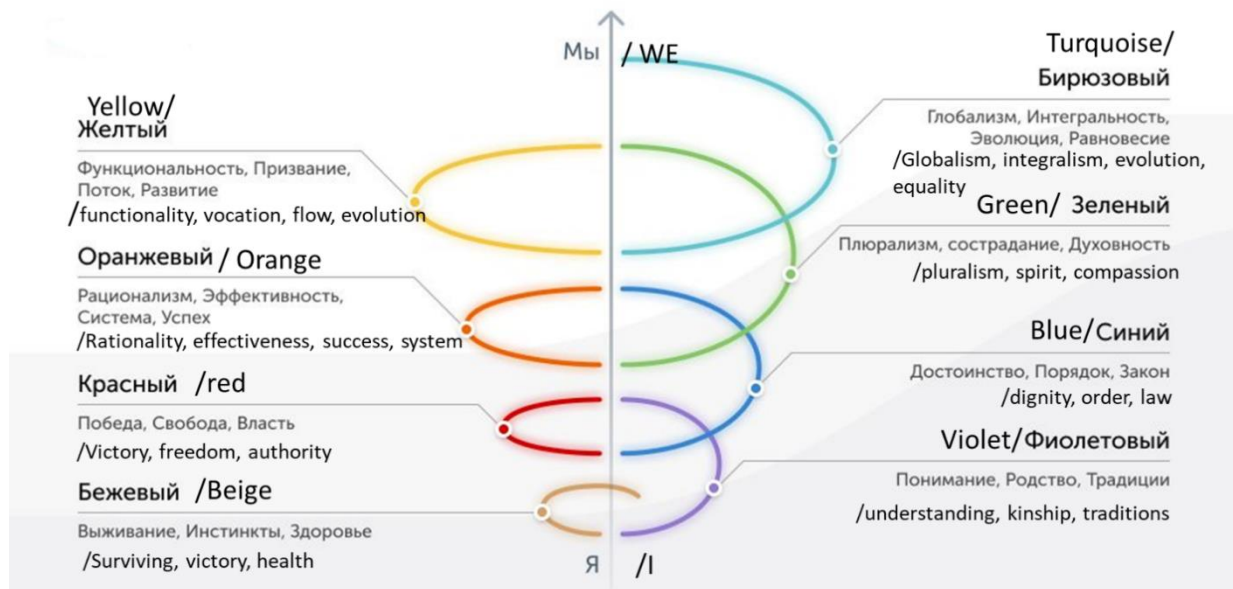 Мы / WE
Turquoise/
Бирюзовый
Глобализм, Интегральность,
Эволюция, Равновесие
/Globalism, integralism, evolution,
equality
Yellow/
Желтый
Функциональность, Призвание,
Поток, Развитие
/functionality, vocation, flow, evolution
Green/ Зеленый
Плюрализм, сострадание, Духовность
/pluralism, spirit, compassion
Оранжевый / Orange
Рационализм, Эффективность,
Система, Успех
/Rationality, effectiveness, success, system
Blue/Синий
Достоинство, Порядок, Закон
/dignity, order, law
Красный /red
Победа, Свобода, Власть
/Victory, freedom, authority
Violet/Фиолетовый
Понимание, Родство, Традиции
/understanding, kinship, traditions
Бежевый /Beige
Выживание, Инстинкты, Здоровье
/Surviving, victory, health
Я /I